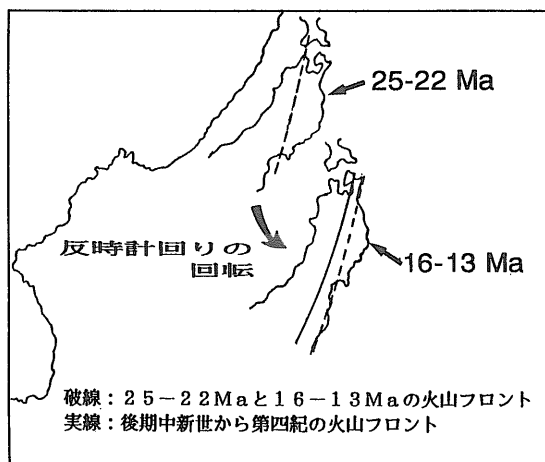 25-22 Ma
反時計回りの
回転
16-13 Ma
破線：２５－２２Maと１６－１３Maの火山フロント
実線：後期中新世から第四紀の火山フロント